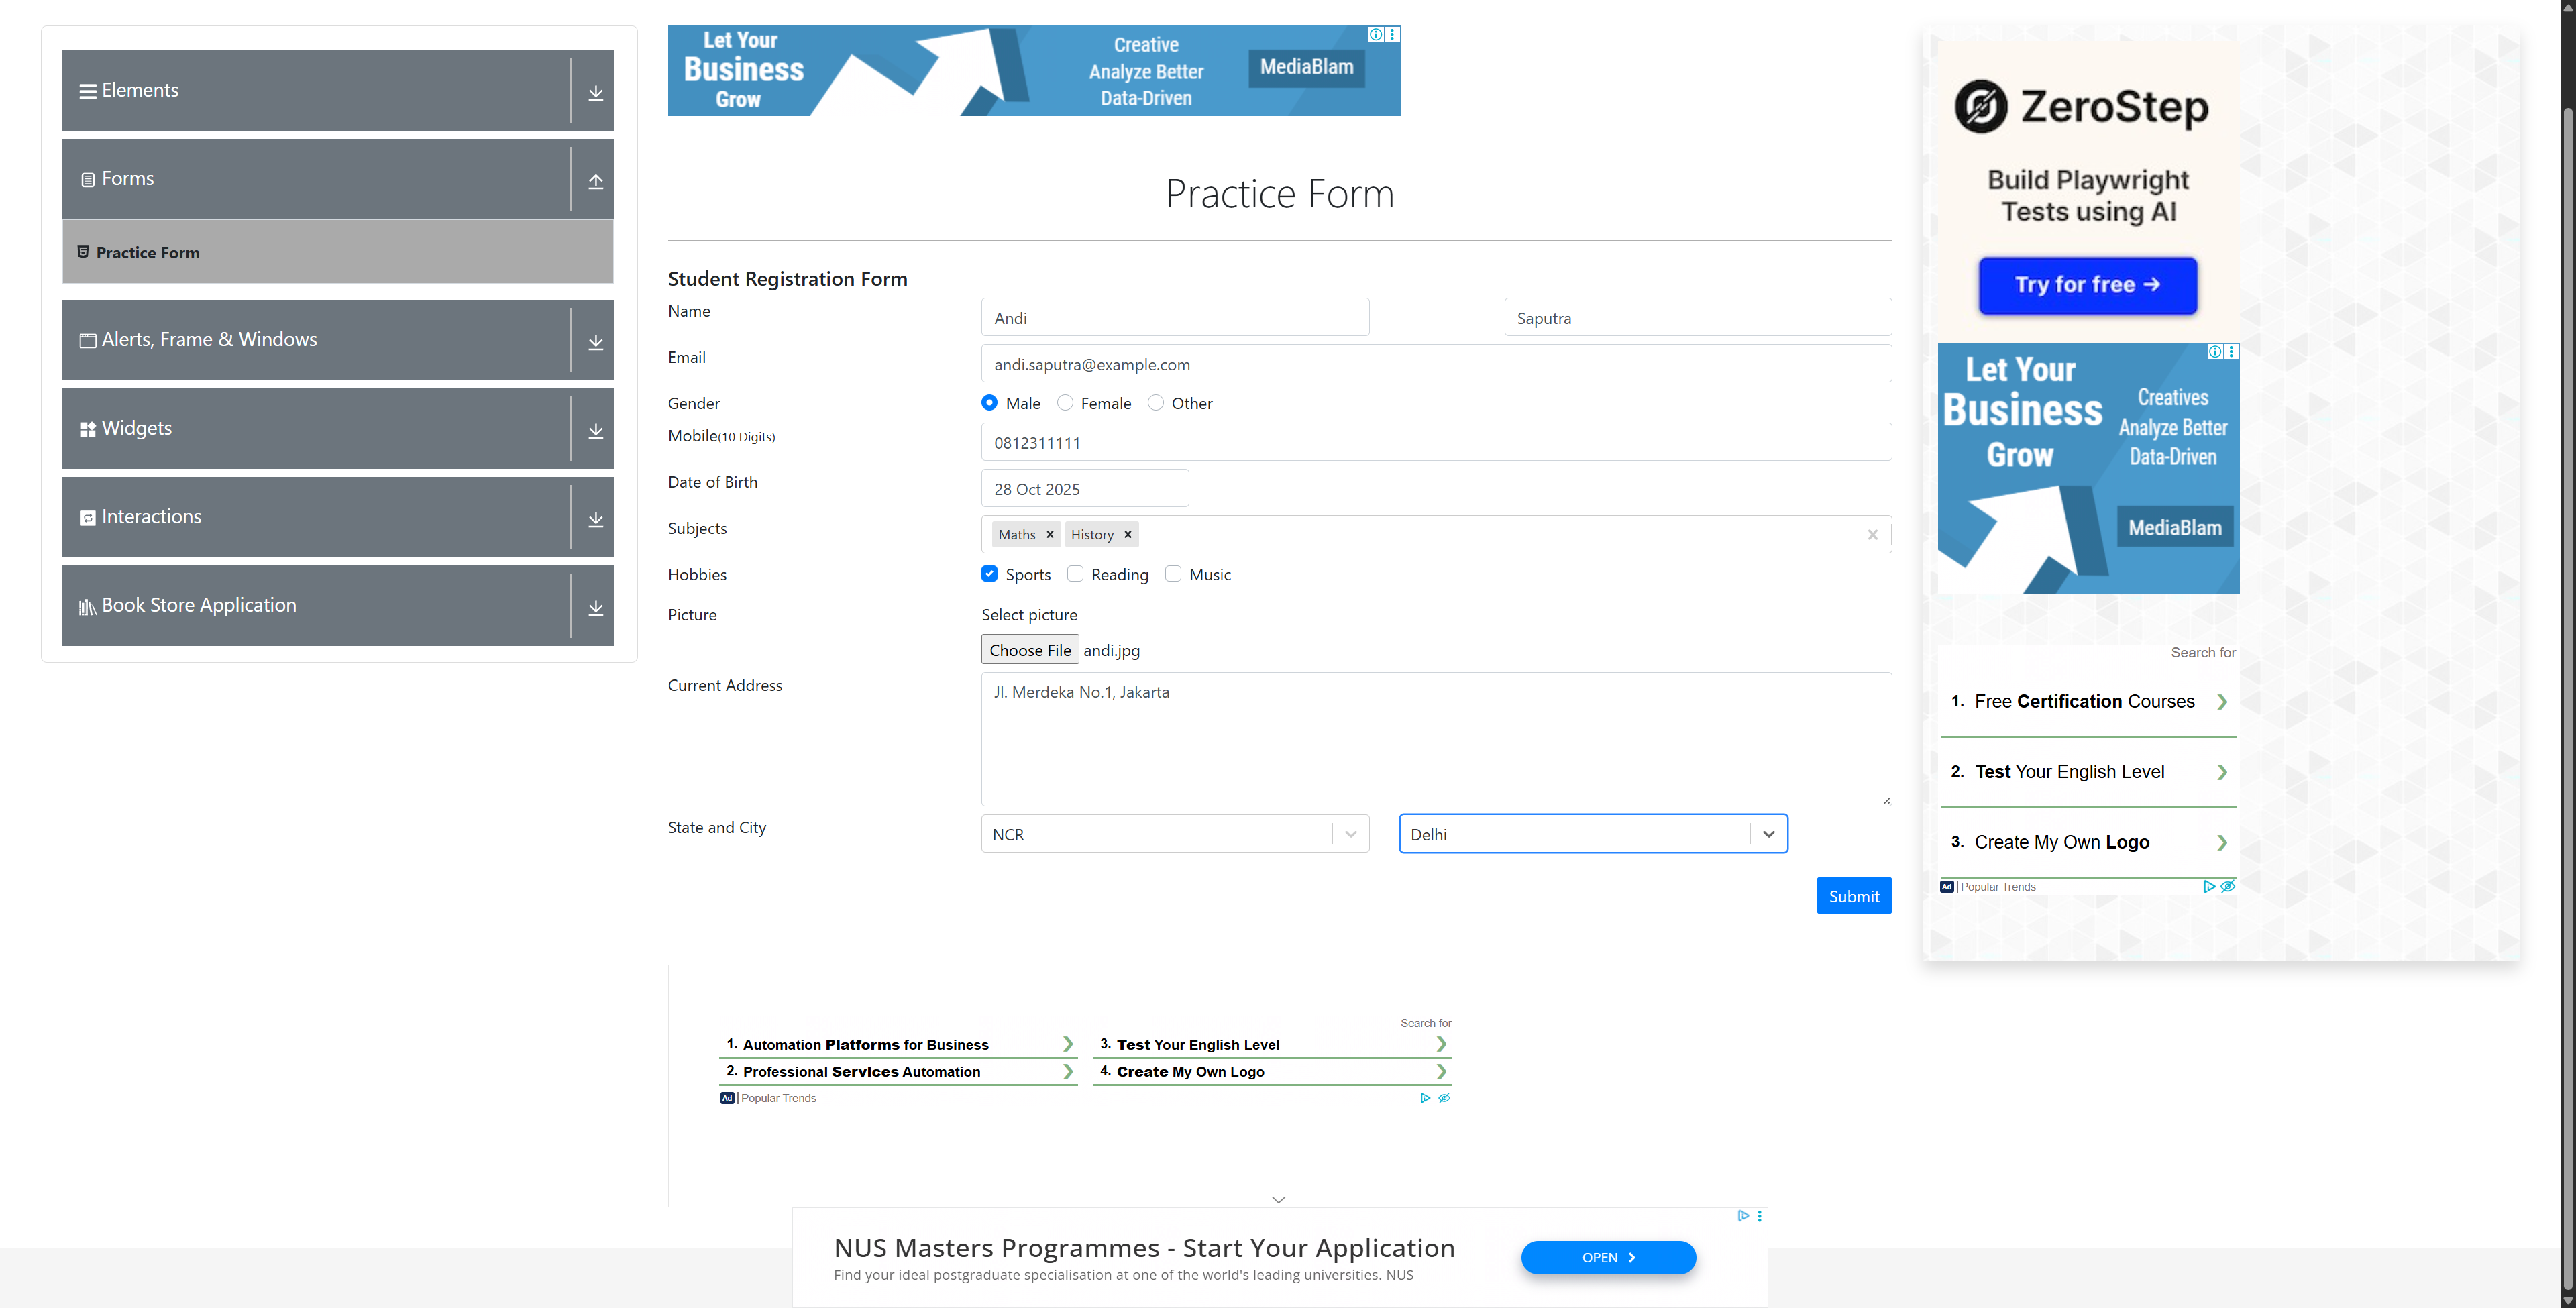 Elements
Forms
Practice Form
Alerts, Frame & Windows
Widgets
Interactions
Book Store Application
Let Your
Business
Grow
Creative
Analyze Better
Data-Driven
MediaBlam
Practice Form
Student Registration Form
Name
Andi
Saputra
Email
andi.saputra@example.com
Gender
Male
Female
Other
Mobile(10 Digits)
0812311111
Date of Birth
28 Oct 2025
Subjects
Maths
History
Hobbies
Sports
Reading
Music
Picture
Select picture
Choose File andi.jpg
Current Address
Jl. Merdeka No.1, Jakarta
State and City
NCR
Delhi
Submit
Search for
1. Automation Platforms for Business
2. Professional Services Automation
3. Test Your English Level
4. Create My Own Logo
Ad | Popular Trends
NUS Masters Programmes - Start Your Application
Find your ideal postgraduate specialisation at one of the world's leading universities. NUS
OPEN
ZeroStep
Build Playwright
Tests using AI
Try for free →
Let Your
Business
Grow
Creatives
Analyze Better
Data-Driven
MediaBlam
Search for
1. Free Certification Courses
2. Test Your English Level
3. Create My Own Logo
Ad | Popular Trends